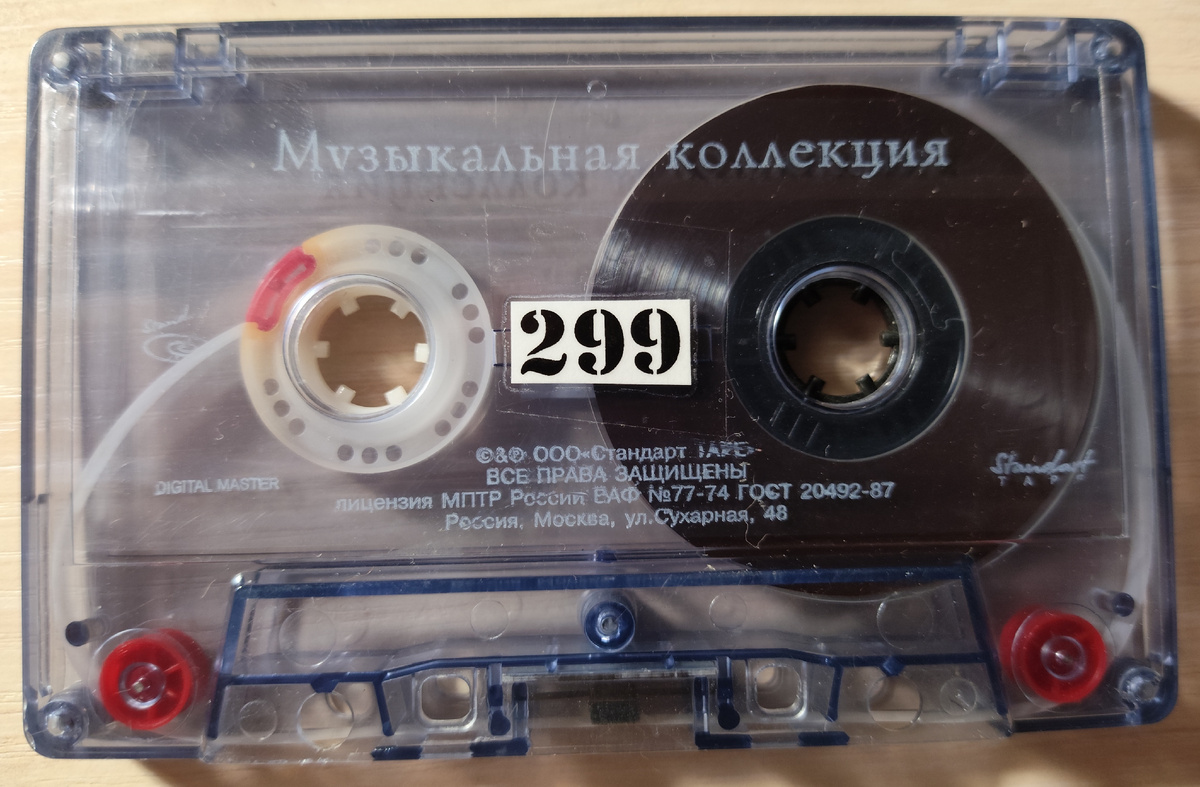 Музыкальная коллекция
299
©&℗ ООО«Стандарт TAPE»
ВСЕ ПРАВА ЗАЩИЩЕНЫ
DIGITAL MASTER
лицензия МПТР России ВАФ №77-74 ГОСТ 20492-87
Россия, Москва, ул.Сухарная, 48
Standart
TAPE